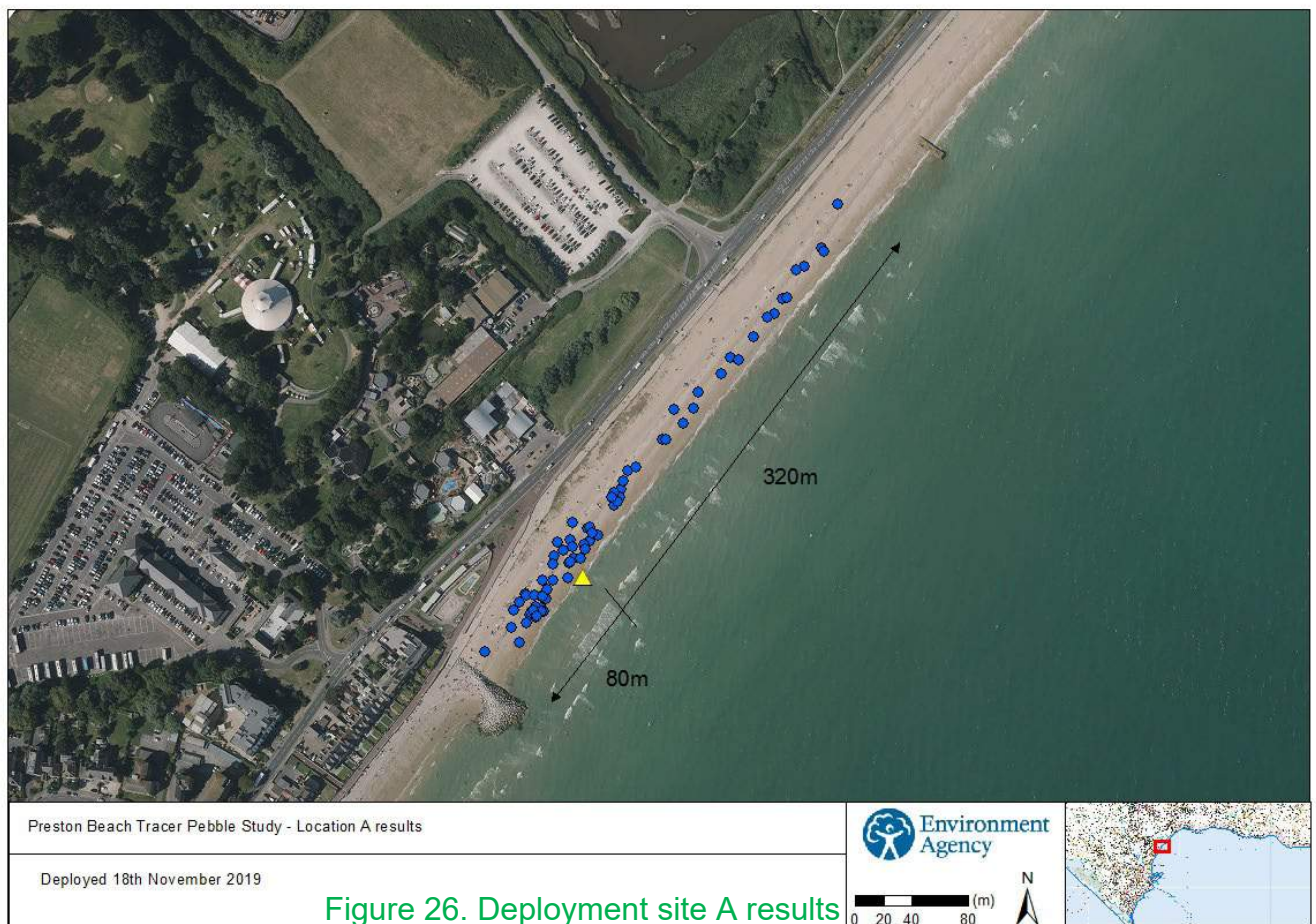 320m
80m
Preston Beach Tracer Pebble Study - Location A results
Deployed 18th November 2019
Figure 26. Deployment site A results
Environment
Agency
N
(m)
0 20 40 80